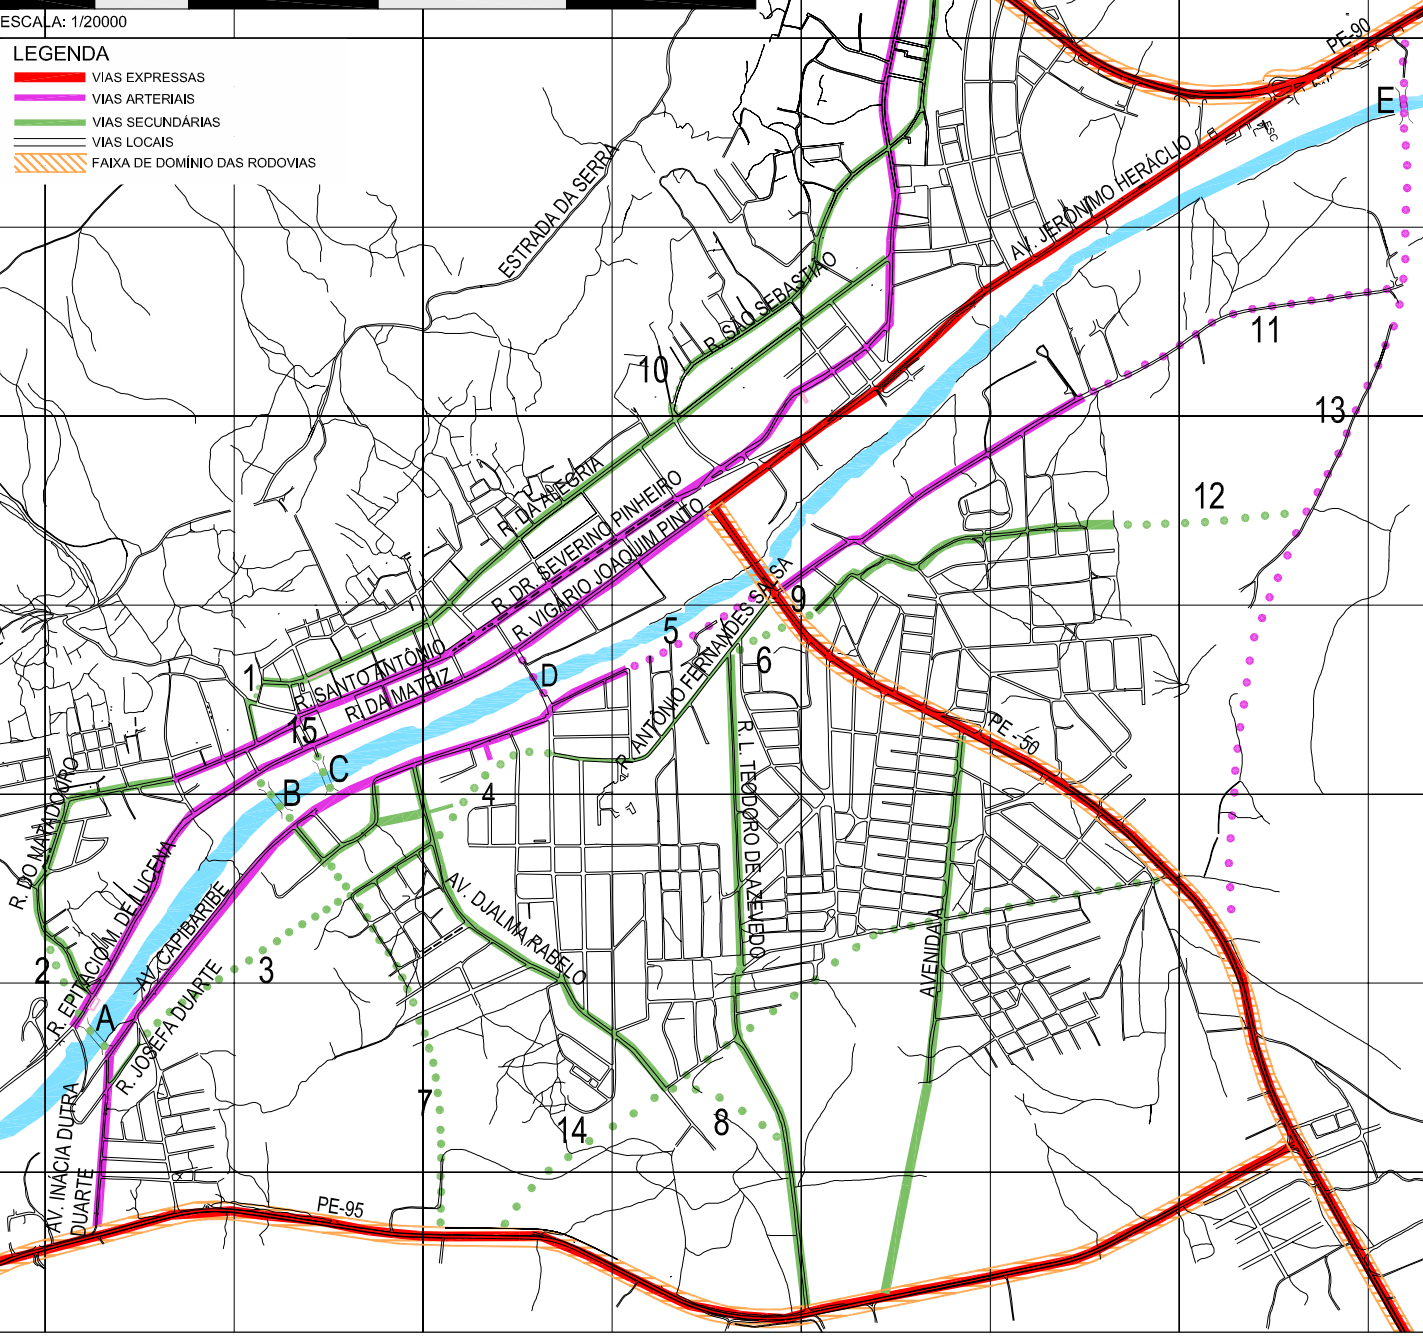 ESCALA: 1/20000
LEGENDA
VIAS EXPRESSAS
VIAS ARTERIAIS
VIAS SECUNDÁRIAS
VIAS LOCAIS
FAIXA DE DOMÍNIO DAS RODOVIAS
PE-90
E
ESC
AV. JERÔNIMO HERÁCLIO
ESTRADA DA SERRA
R. SÃO SEBASTIÃO
10
11
13
12
R. DA ALEGRIA
R. DR. SEVERINO PINHEIRO
R. VIGÁRIO JOAQUIM PINTO
9
5
6
R. ANTÔNIO FERNANDES SALSA
1
R. SANTO ANTÔNIO
R. DA MATRIZ
D
15
C
B
4
PE - 50
R. DO MATADOURO
R. L. TEODORO DE AZEVEDO
R. EPITÁCIO M. DE LUCENA
AV. CAPIBARIBE
AV. DJALMA RABELO
AVENIDA A
2
3
A
R. JOSEFA DUARTE
7
14
8
AV. INÁCIA DUTRA
DUARTE
PE-95